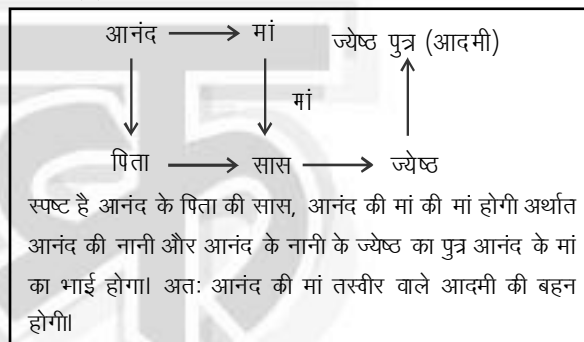 आनंद मां ज्येष्ठ पुत्र (आदमी)
मां
पिता सास ज्येष्ठ
स्पष्ट है आनंद के पिता की सास, आनंद की मां की मां होगी। अर्थात
आनंद की नानी और आनंद के नानी के ज्येष्ठ का पुत्र आनंद के मां
का भाई होगा। अतः आनंद की मां तस्वीर वाले आदमी की बहन
होगी।